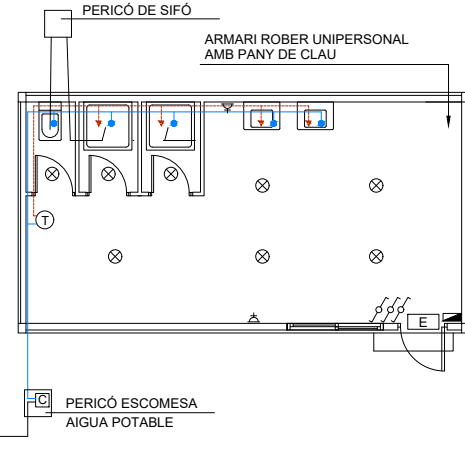 PERICÓ DE SIFÓ
ARMARI ROBER UNIPERSONAL
AMB PANY DE CLAU
T
E
C
PERICÓ ESCOMESA
AIGUA POTABLE